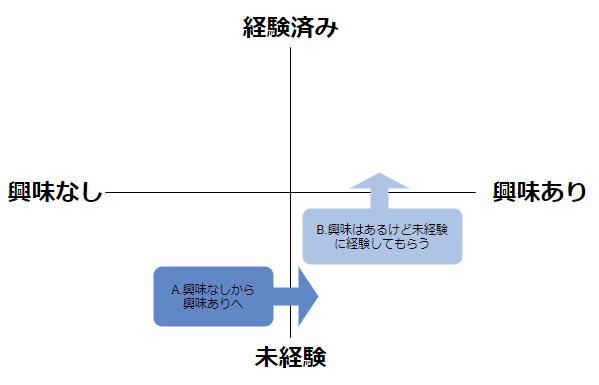 経験済み
興味なし
興味あり
B.興味はあるけど未経験
に経験してもらう
A.興味なしから
興味ありへ
未経験